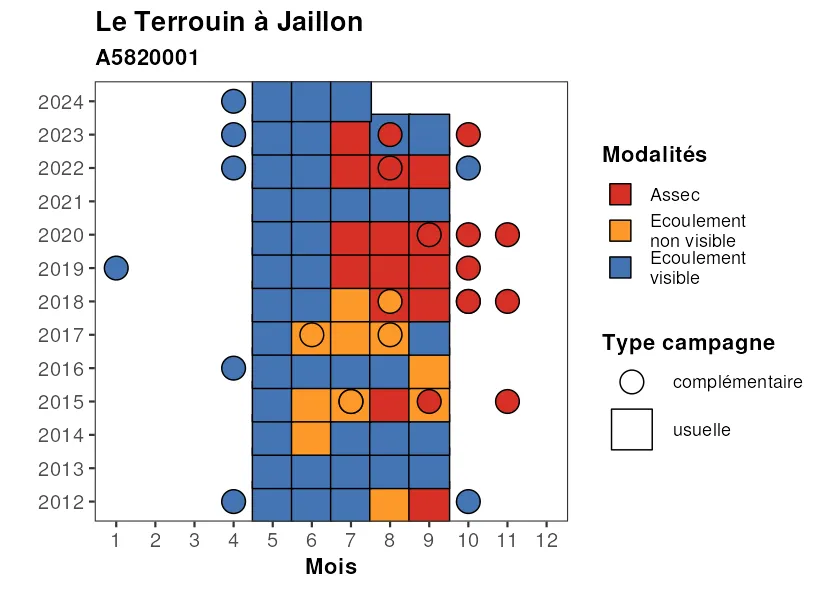 Le Terrouin à Jaillon
A5820001
2024
2023
2022
2021
2020
2019
2018
2017
2016
2015
2014
2013
2012
1 2 3 4 5 6 7 8 9 10 11 12
Mois
Modalités
Assec
Ecoulement
non visible
Ecoulement
visible
Type campagne
complémentaire
usuelle